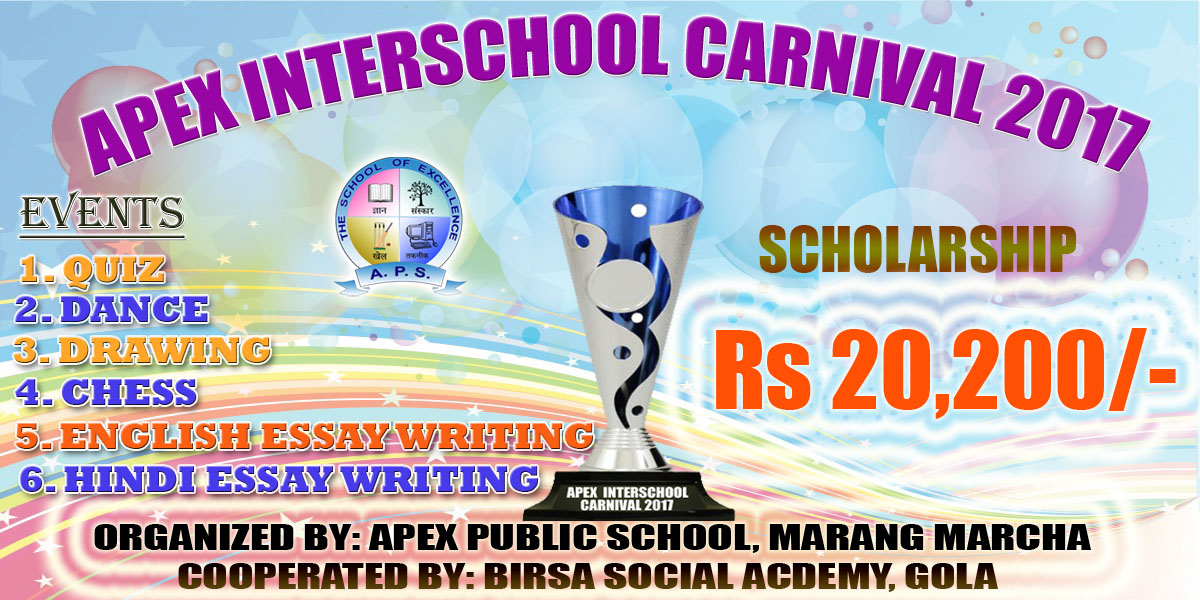 APEX INTERSCHOOL CARNIVAL 2017
EVENTS
1. QUIZ
2. DANCE
3. DRAWING
4. CHESS
5. ENGLISH ESSAY WRITING
6. HINDI ESSAY WRITING
THE SCHOOL OF EXCELLENCE
ज्ञान संस्कार
खेल तकनीक
A. P. S.
SCHOLARSHIP
Rs 20,200/-
APEX INTERSCHOOL
CARNIVAL 2017
ORGANIZED BY: APEX PUBLIC SCHOOL, MARANG MARCHA
COOPERATED BY: BIRSA SOCIAL ACDEMY, GOLA